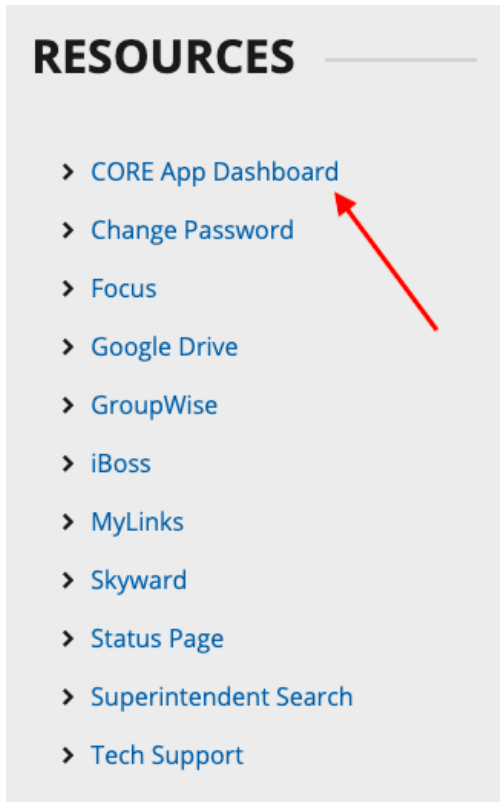 RESOURCES
CORE App Dashboard
Change Password
Focus
Google Drive
GroupWise
iBoss
MyLinks
Skyward
Status Page
Superintendent Search
Tech Support